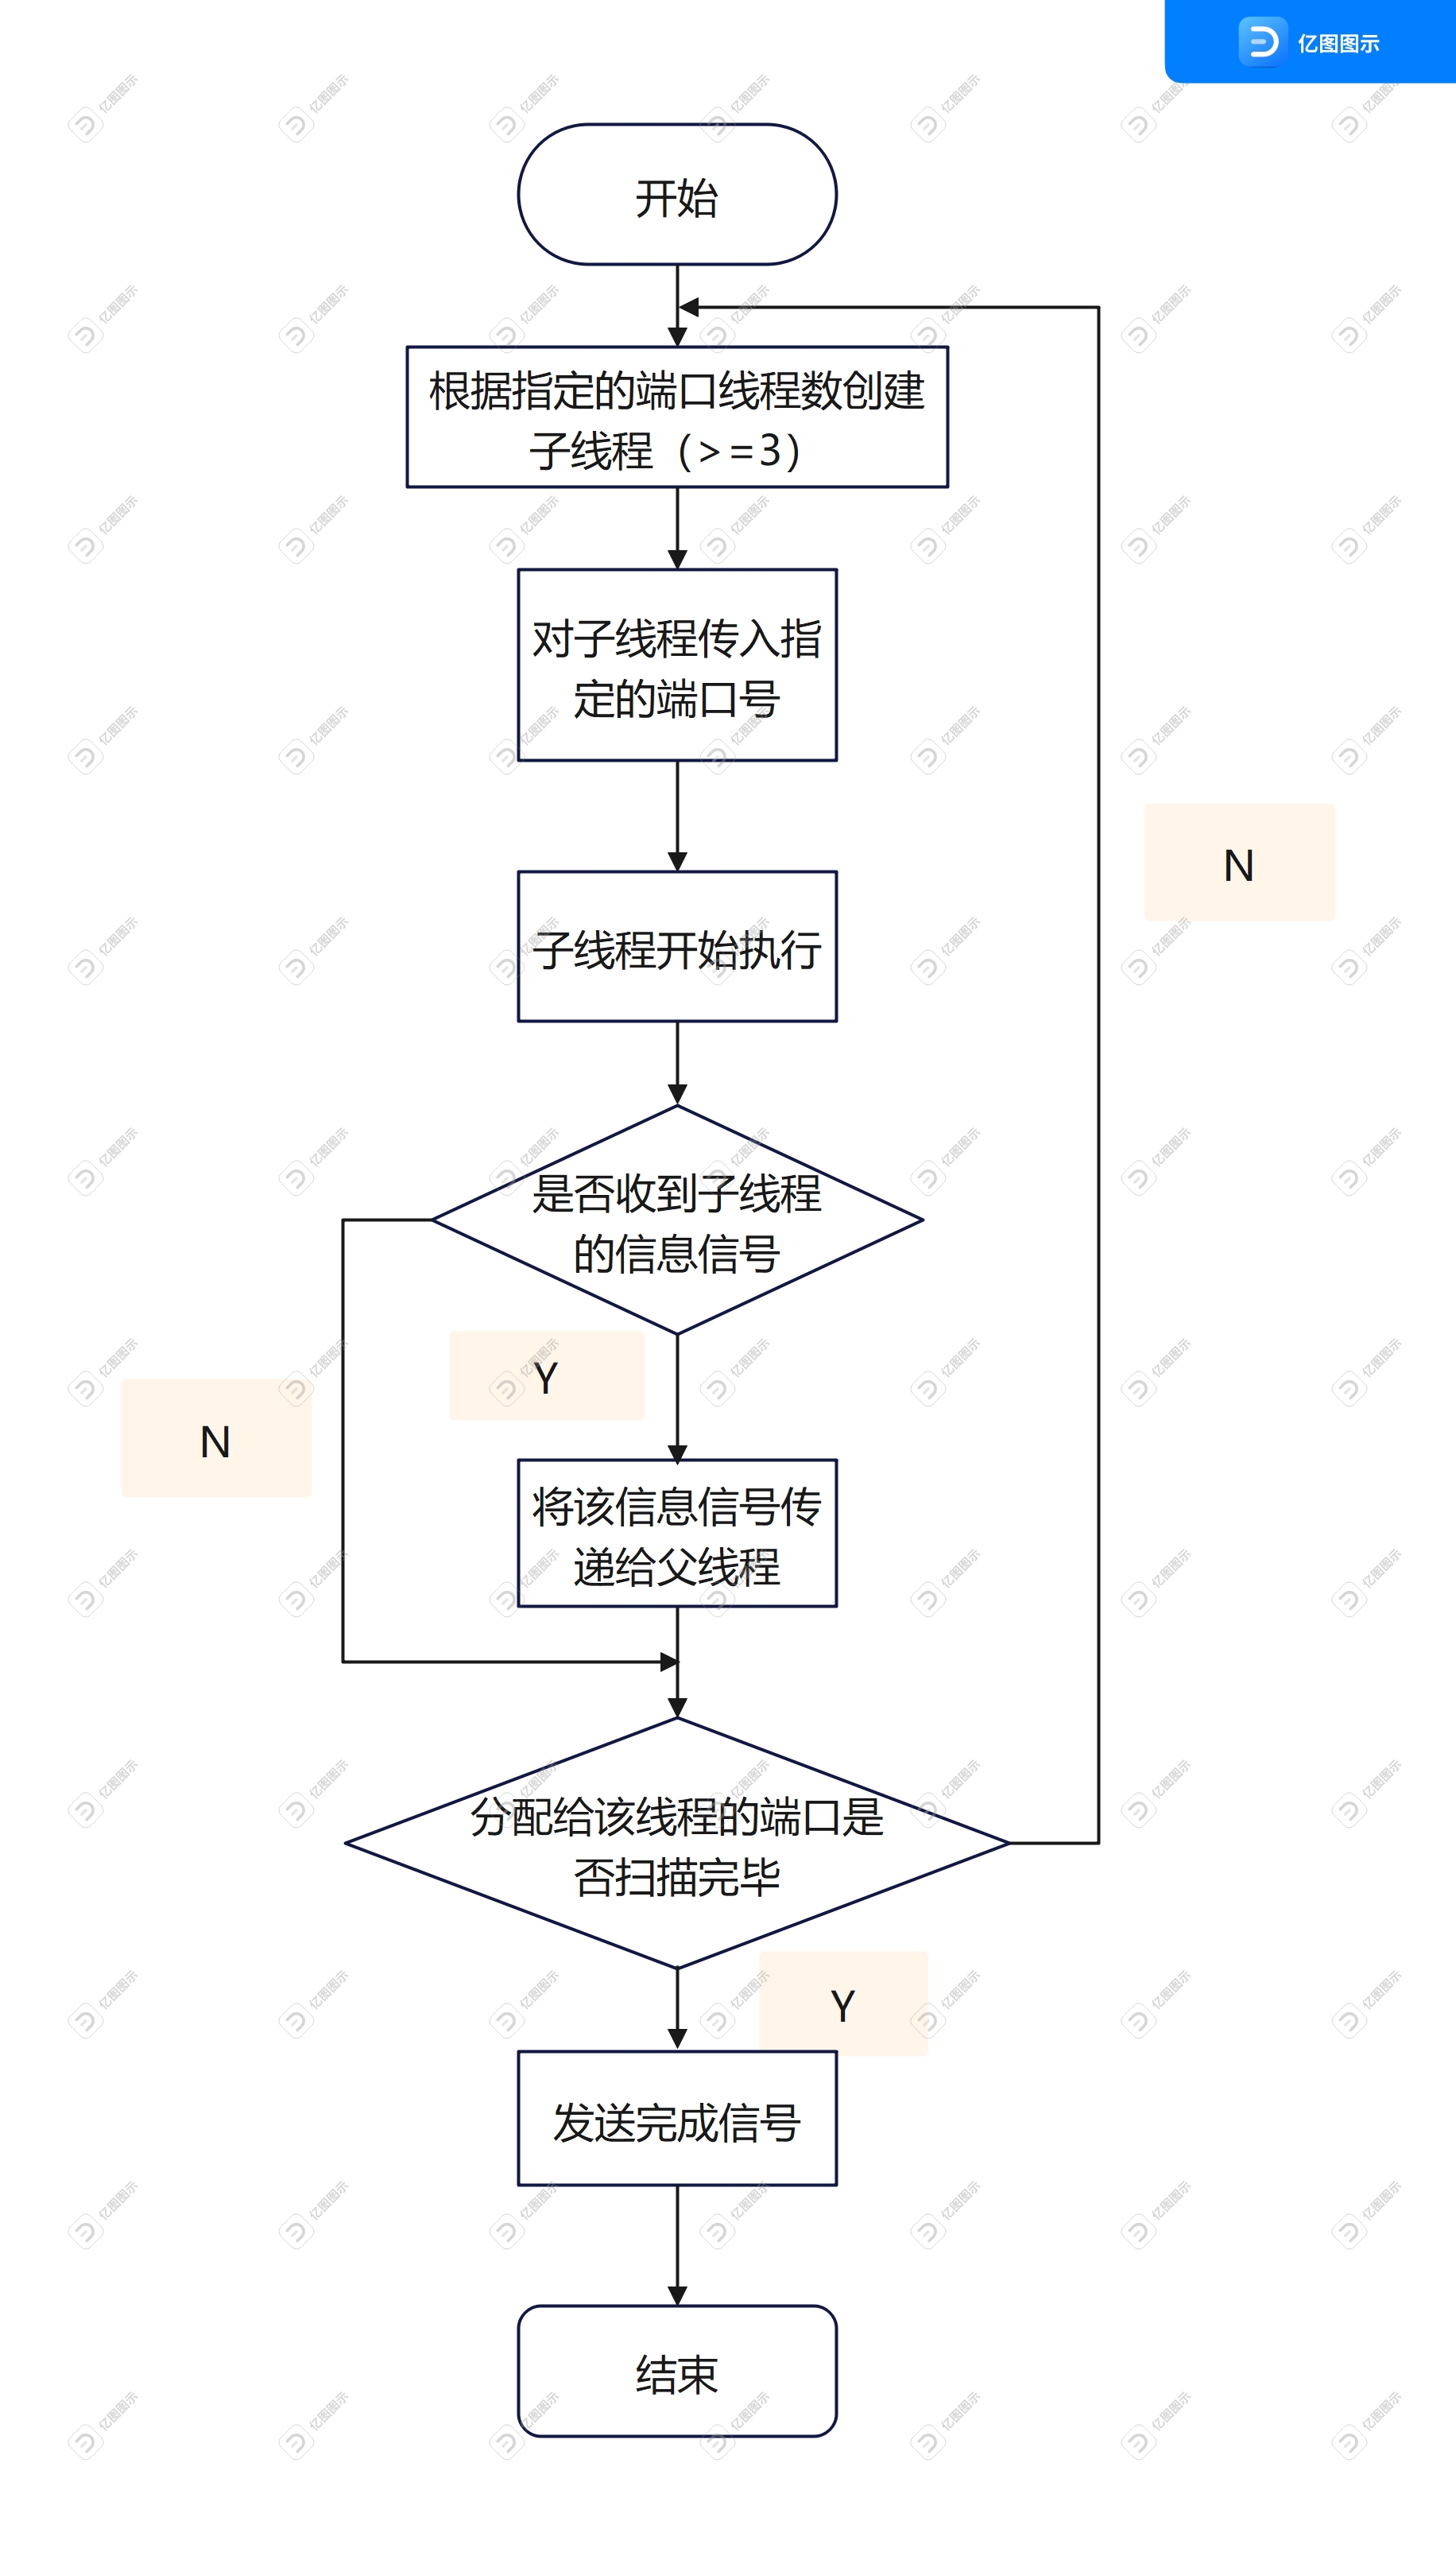 亿图图示
开始
根据指定的端口线程数创建
子线程（>=3）
对子线程传入指
定的端口号
N
子线程开始执行
是否收到子线程
的信息信号
Y
N
将该信息信号传
递给父线程
分配给该线程的端口是
否扫描完毕
Y
发送完成信号
结束